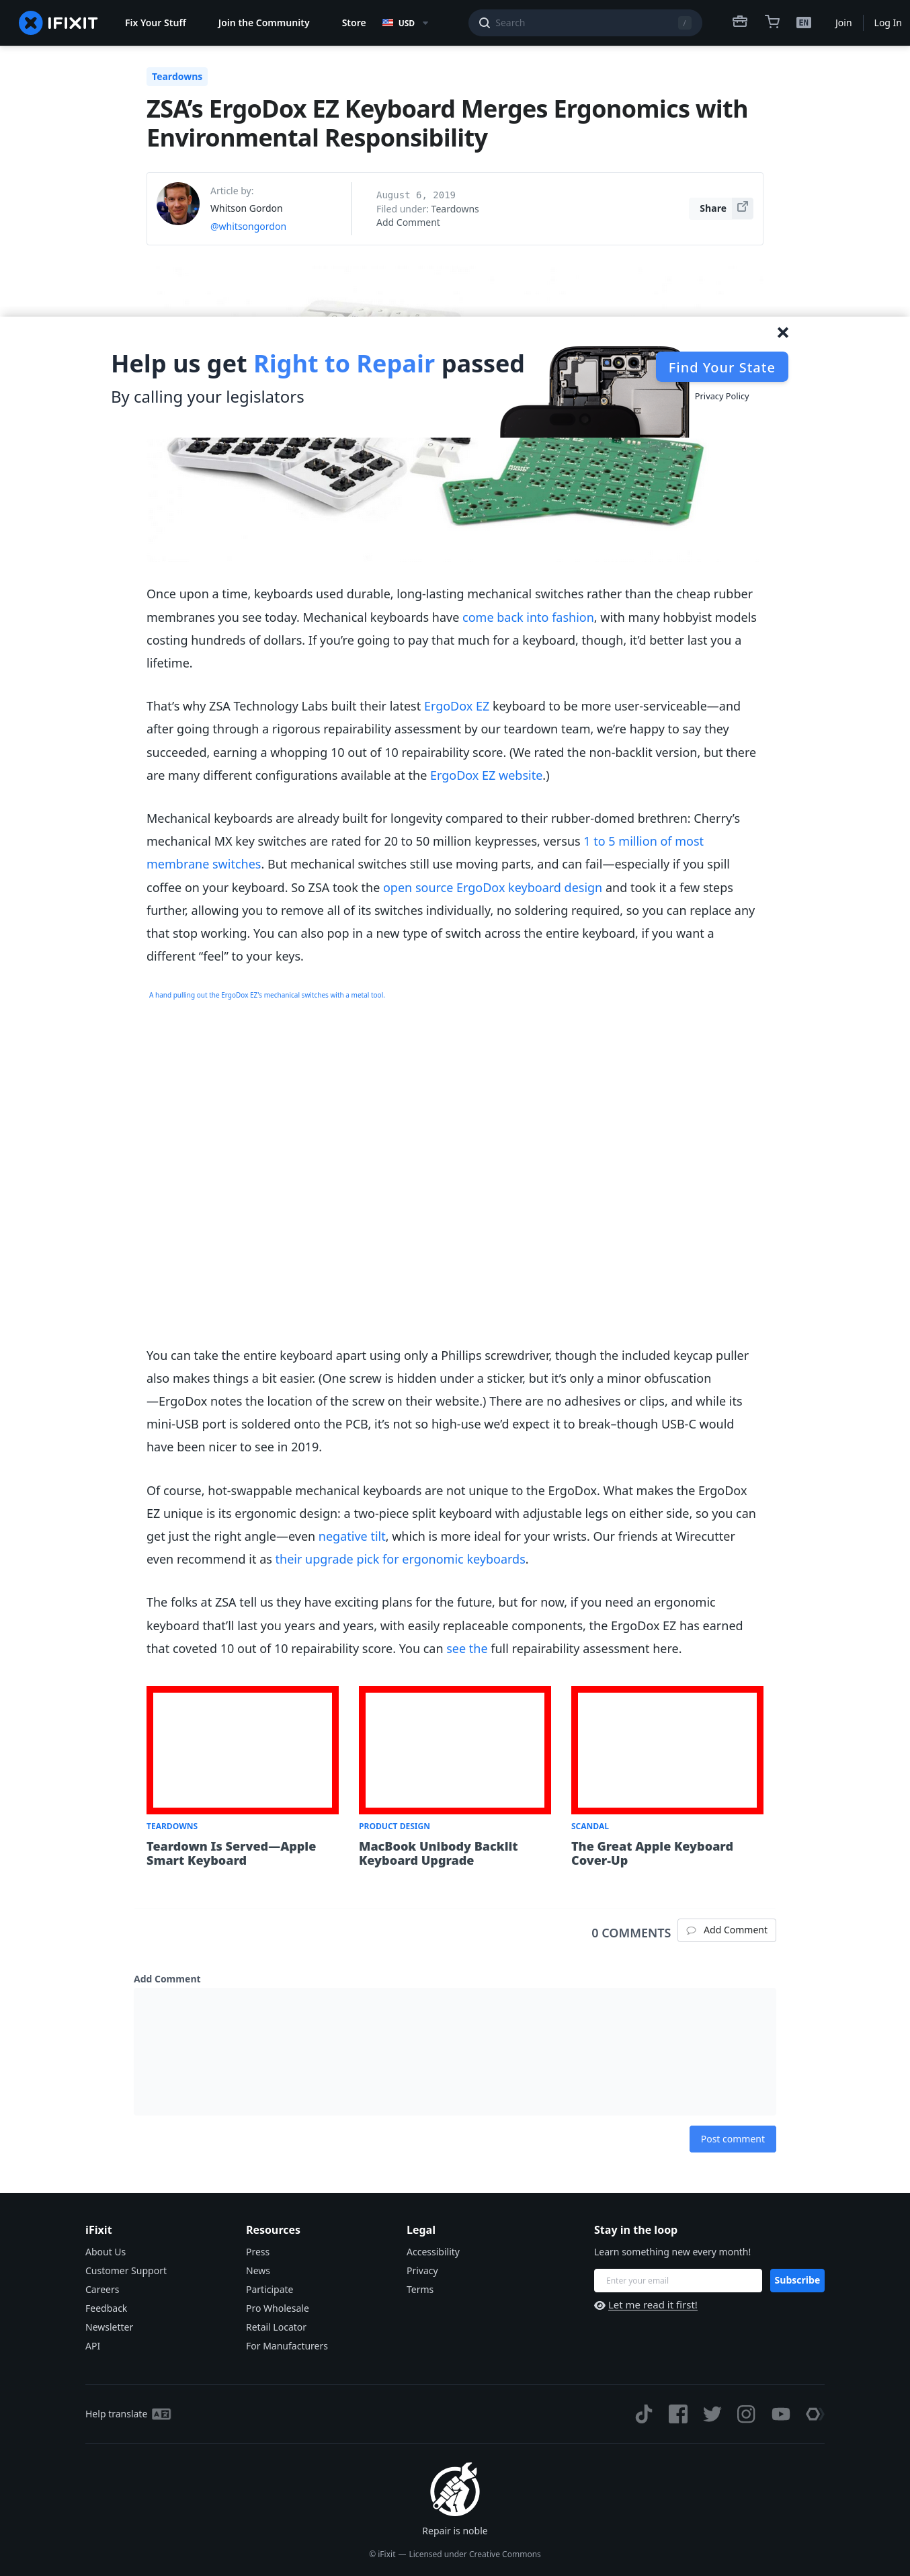 IFIXIT
Fix Your Stuff
Join the Community
Store
USD
Search
/
EN
Join
Log In
Teardowns
ZSA’s ErgoDox EZ Keyboard Merges Ergonomics with
Environmental Responsibility
Article by:
Whitson Gordon
@whitsongordon
August 6, 2019
Filed under: Teardowns
Add Comment
Share
Help us get Right to Repair passed
By calling your legislators
Find Your State
Privacy Policy
Once upon a time, keyboards used durable, long-lasting mechanical switches rather than the cheap rubber
membranes you see today. Mechanical keyboards have come back into fashion, with many hobbyist models
costing hundreds of dollars. If you’re going to pay that much for a keyboard, though, it’d better last you a
lifetime.
That’s why ZSA Technology Labs built their latest ErgoDox EZ keyboard to be more user-serviceable—and
after going through a rigorous repairability assessment by our teardown team, we’re happy to say they
succeeded, earning a whopping 10 out of 10 repairability score. (We rated the non-backlit version, but there
are many different configurations available at the ErgoDox EZ website.)
Mechanical keyboards are already built for longevity compared to their rubber-domed brethren: Cherry’s
mechanical MX key switches are rated for 20 to 50 million keypresses, versus 1 to 5 million of most
membrane switches. But mechanical switches still use moving parts, and can fail—especially if you spill
coffee on your keyboard. So ZSA took the open source ErgoDox keyboard design and took it a few steps
further, allowing you to remove all of its switches individually, no soldering required, so you can replace any
that stop working. You can also pop in a new type of switch across the entire keyboard, if you want a
different “feel” to your keys.
A hand pulling out the ErgoDox EZ's mechanical switches with a metal tool.
You can take the entire keyboard apart using only a Phillips screwdriver, though the included keycap puller
also makes things a bit easier. (One screw is hidden under a sticker, but it’s only a minor obfuscation
—ErgoDox notes the location of the screw on their website.) There are no adhesives or clips, and while its
mini-USB port is soldered onto the PCB, it’s not so high-use we’d expect it to break–though USB-C would
have been nicer to see in 2019.
Of course, hot-swappable mechanical keyboards are not unique to the ErgoDox. What makes the ErgoDox
EZ unique is its ergonomic design: a two-piece split keyboard with adjustable legs on either side, so you can
get just the right angle—even negative tilt, which is more ideal for your wrists. Our friends at Wirecutter
even recommend it as their upgrade pick for ergonomic keyboards.
The folks at ZSA tell us they have exciting plans for the future, but for now, if you need an ergonomic
keyboard that’ll last you years and years, with easily replaceable components, the ErgoDox EZ has earned
that coveted 10 out of 10 repairability score. You can see the full repairability assessment here.
TEARDOWNS
Teardown Is Served—Apple
Smart Keyboard
PRODUCT DESIGN
MacBook Unibody Backlit
Keyboard Upgrade
SCANDAL
The Great Apple Keyboard
Cover-Up
0 COMMENTS
Add Comment
Add Comment
Post comment
iFixit
About Us
Customer Support
Careers
Feedback
Newsletter
API
Resources
Press
News
Participate
Pro Wholesale
Retail Locator
For Manufacturers
Legal
Accessibility
Privacy
Terms
Stay in the loop
Learn something new every month!
Enter your email
Subscribe
Let me read it first!
Help translate
Repair is noble
© iFixit — Licensed under Creative Commons